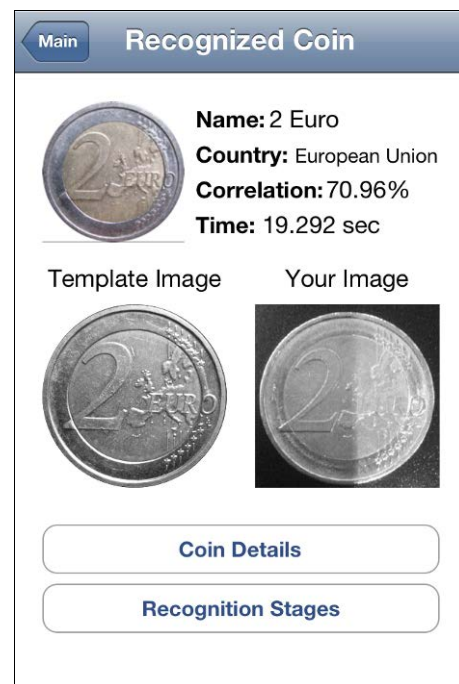 Main
Recognized Coin
Name: 2 Euro
Country: European Union
Correlation: 70.96%
Time: 19.292 sec
2 EURO
Template Image
Your Image
2 EURO
2
Coin Details
Recognition Stages